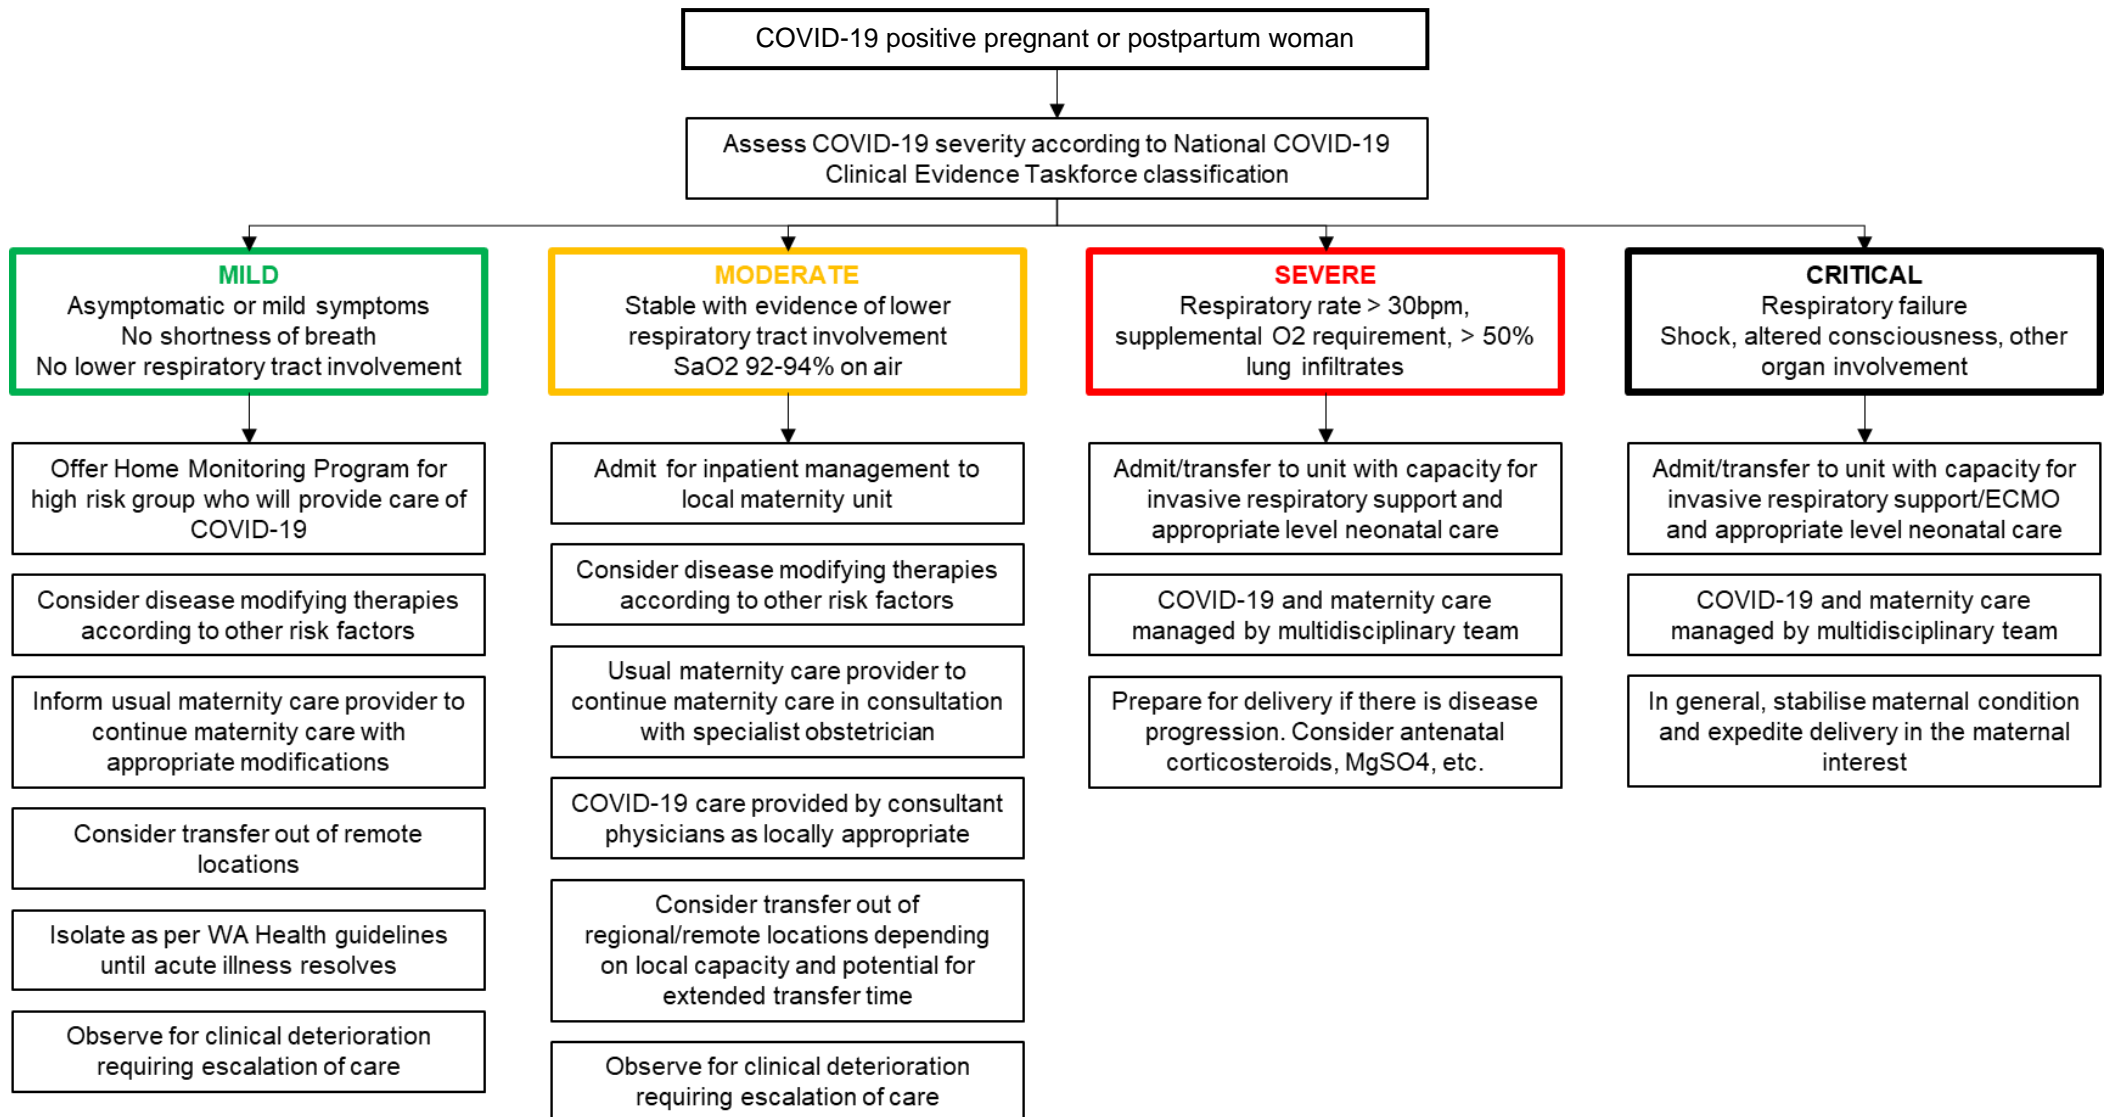 COVID-19 positive pregnant or postpartum woman
Assess COVID-19 severity according to National COVID-19
Clinical Evidence Taskforce classification
MILD
Asymptomatic or mild symptoms
No shortness of breath
No lower respiratory tract involvement
Offer Home Monitoring Program for
high risk group who will provide care of
COVID-19
Consider disease modifying therapies
according to other risk factors
Inform usual maternity care provider to
continue maternity care with
appropriate modifications
Consider transfer out of remote
locations
Isolate as per WA Health guidelines
until acute illness resolves
Observe for clinical deterioration
requiring escalation of care
MODERATE
Stable with evidence of lower
respiratory tract involvement
SaO2 92-94% on air
Admit for inpatient management to
local maternity unit
Consider disease modifying therapies
according to other risk factors
Usual maternity care provider to
continue maternity care in consultation
with specialist obstetrician
COVID-19 care provided by consultant
physicians as locally appropriate
Consider transfer out of
regional/remote locations depending
on local capacity and potential for
extended transfer time
Observe for clinical deterioration
requiring escalation of care
SEVERE
Respiratory rate > 30bpm,
supplemental O2 requirement, > 50%
lung infiltrates
Admit/transfer to unit with capacity for
invasive respiratory support and
appropriate level neonatal care
COVID-19 and maternity care
managed by multidisciplinary team
Prepare for delivery if there is disease
progression. Consider antenatal
corticosteroids, MgSO4, etc.
CRITICAL
Respiratory failure
Shock, altered consciousness, other
organ involvement
Admit/transfer to unit with capacity for
invasive respiratory support/ECMO
and appropriate level neonatal care
COVID-19 and maternity care
managed by multidisciplinary team
In general, stabilise maternal condition
and expedite delivery in the maternal
interest